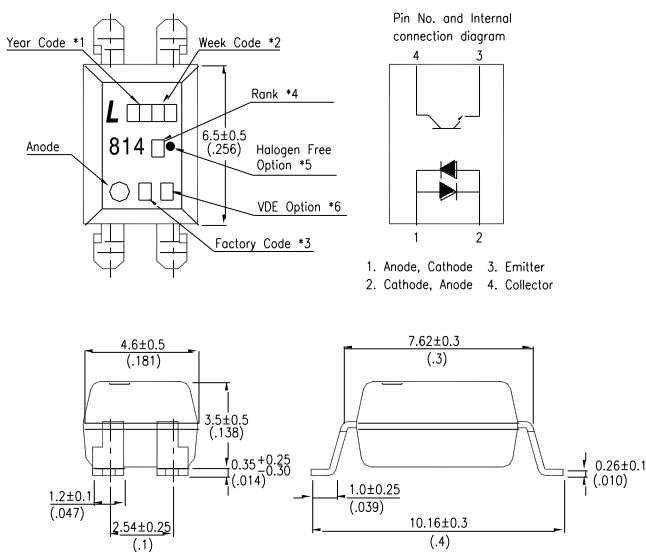 Pin No. and Internal
connection diagram
Year Code *1
Week Code *2
4 3
L
Rank *4
814
6.5±0.5
(.256)
Anode
Halogen Free
Option *5
VDE Option *6
Factory Code *3
1 2
1. Anode, Cathode 3. Emitter
2. Cathode, Anode 4. Collector
4.6±0.5
(.181)
7.62±0.3
(.3)
3.5±0.5
(.138)
0.35+0.25
-0.30
(.014)
0.26±0.1
(.010)
1.2±0.1
(.047)
1.0±0.25
(.039)
2.54±0.25
(.1)
10.16±0.3
(.4)